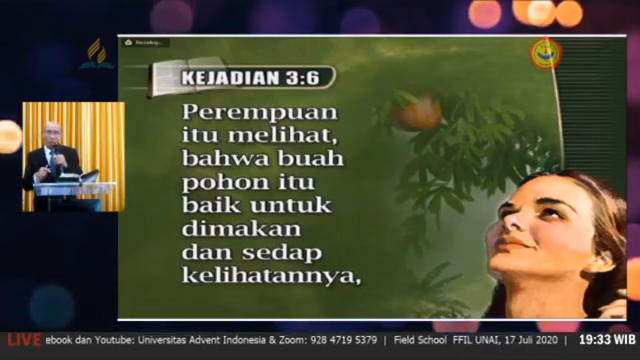 Recording...
KEJADIAN 3:6
Perempuan
itu melihat,
bahwa buah
pohon itu
baik untuk
dimakan
dan sedap
kelihatannya,
LIVE ebook dan Youtube: Universitas Advent Indonesia & Zoom: 928 4719 5379 | Field School FFIL UNAI, 17 Juli 2020 | 19:33 WIB